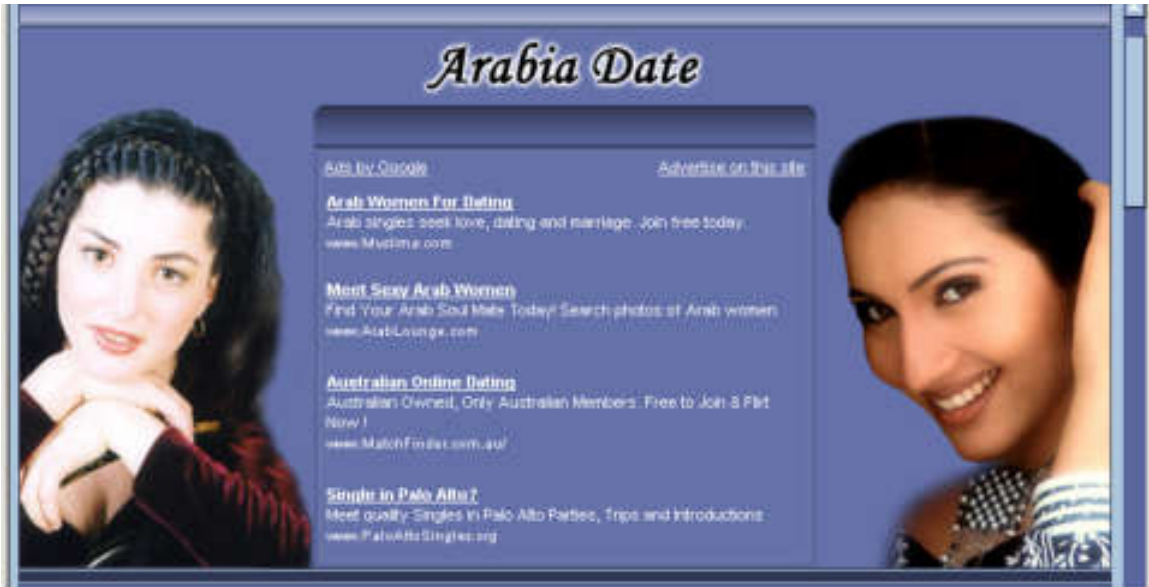 Arabia Date
Ads by Google
Advertise on this site
Arab Women For Dating
Arab singles seek love, dating and marriage. Join free today.
www.Muslima.com
Meet Sexy Arab Women
Find Your Arab Soul Mate Today! Search photos of Arab women
www.ArabLounge.com
Australian Online Dating
Australian Owned, Only Australian Members. Free to Join & Flirt
Now !
www.MatchFinder.com.au/
Single in Palo Alto?
Meet quality Singles in Palo Alto Parties, Trips and Introductions
www.PaloAltoSingles.org